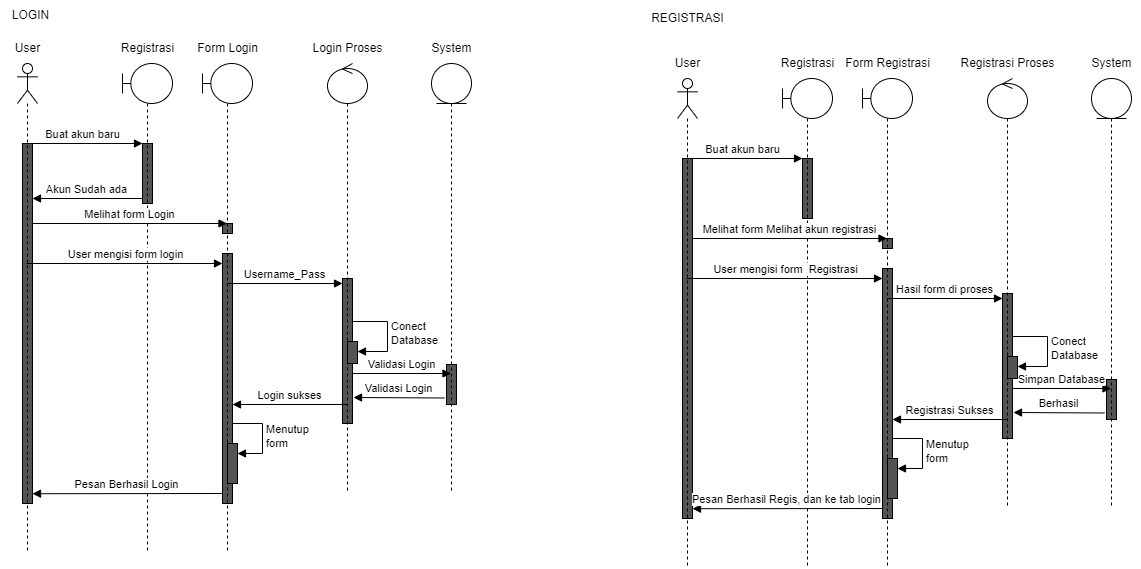 LOGIN
User
Registrasi
Form Login
Login Proses
System
Buat akun baru
Akun Sudah ada
Melihat form Login
User mengisi form login
Username_Pass
Conect
Database
Validasi Login
Validasi Login
Login sukses
Menutup
form
Pesan Berhasil Login
REGISTRASI
User
Registrasi
Form Registrasi
Registrasi Proses
System
Buat akun baru
Melihat form Melihat akun registrasi
User mengisi form Registrasi
Hasil form di proses
Conect
Database
Simpan Database
Berhasil
Registrasi Sukses
Menutup
form
Pesan Berhasil Regis, dan ke tab login